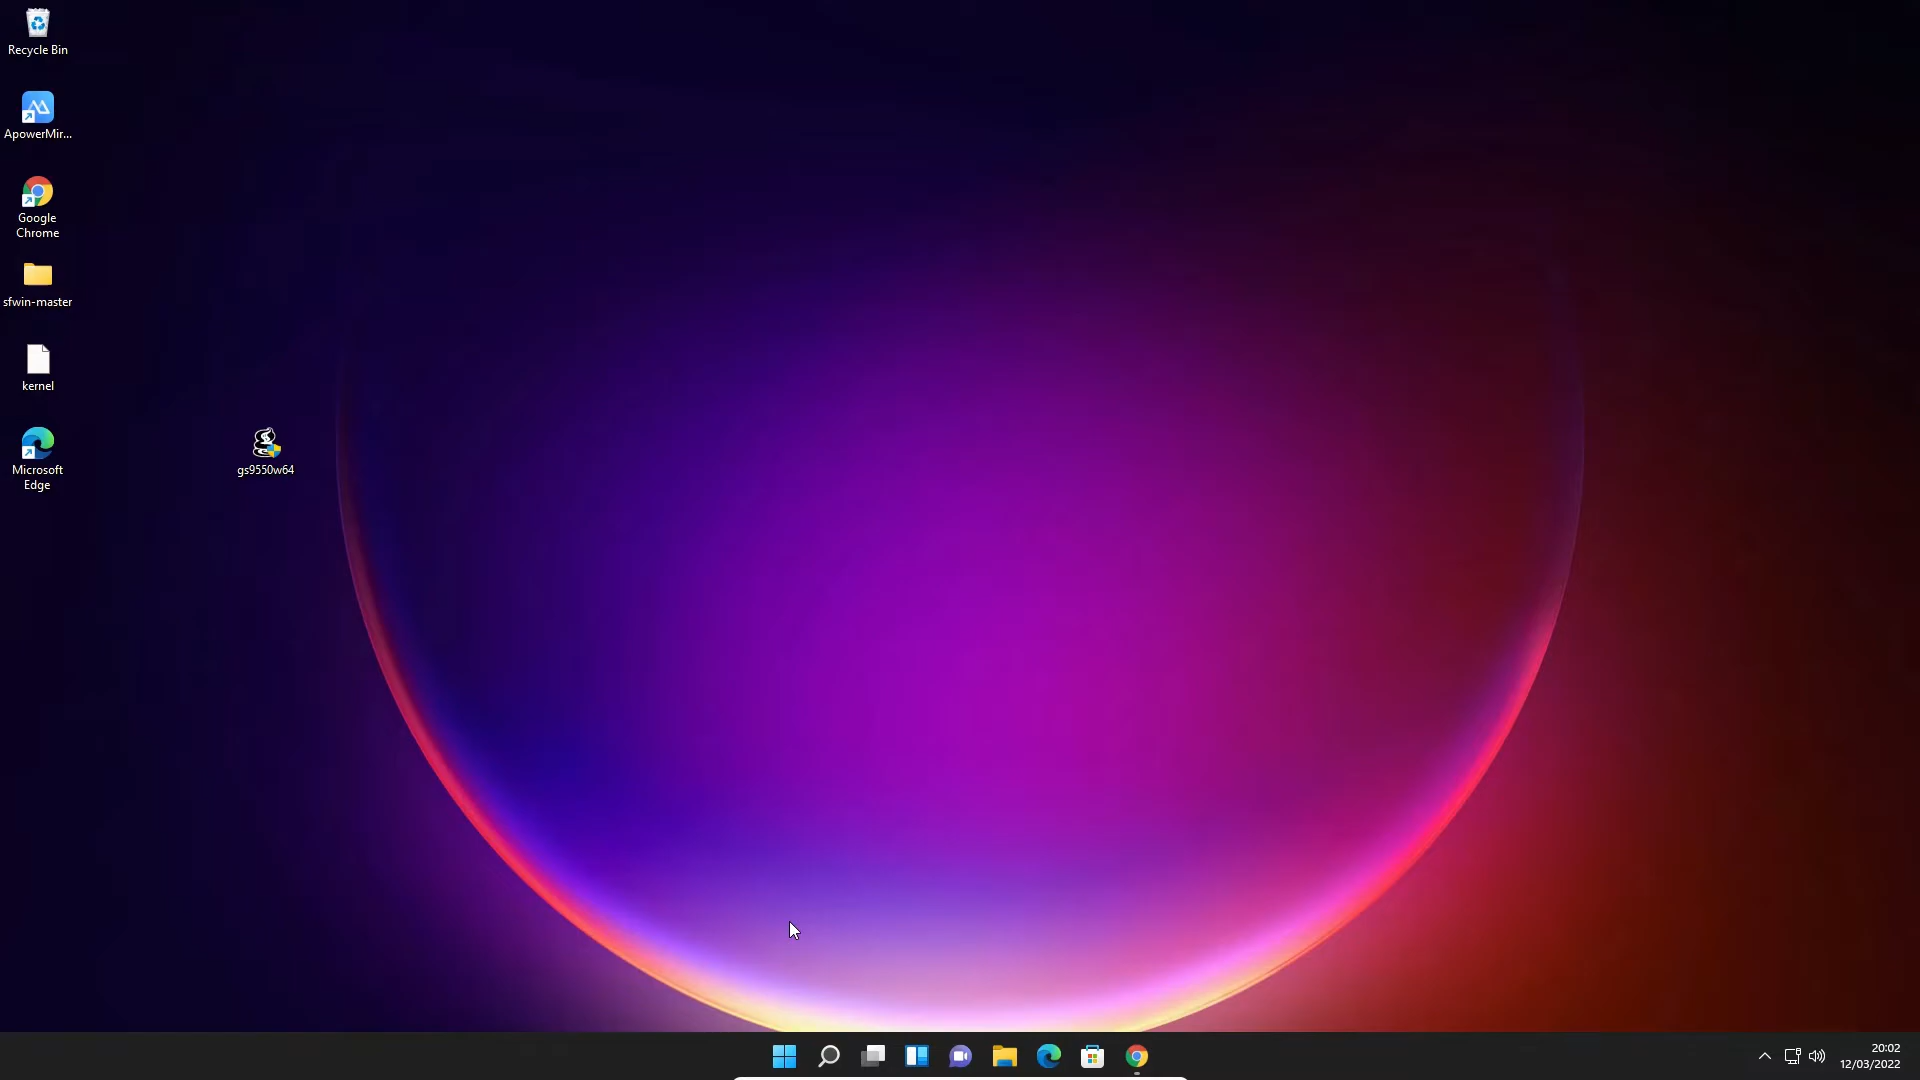 Recycle Bin
ApowerMir...
Google
Chrome
sfwin-master
kernel
Microsoft
Edge
gs9550w64
20:02
12/03/2022